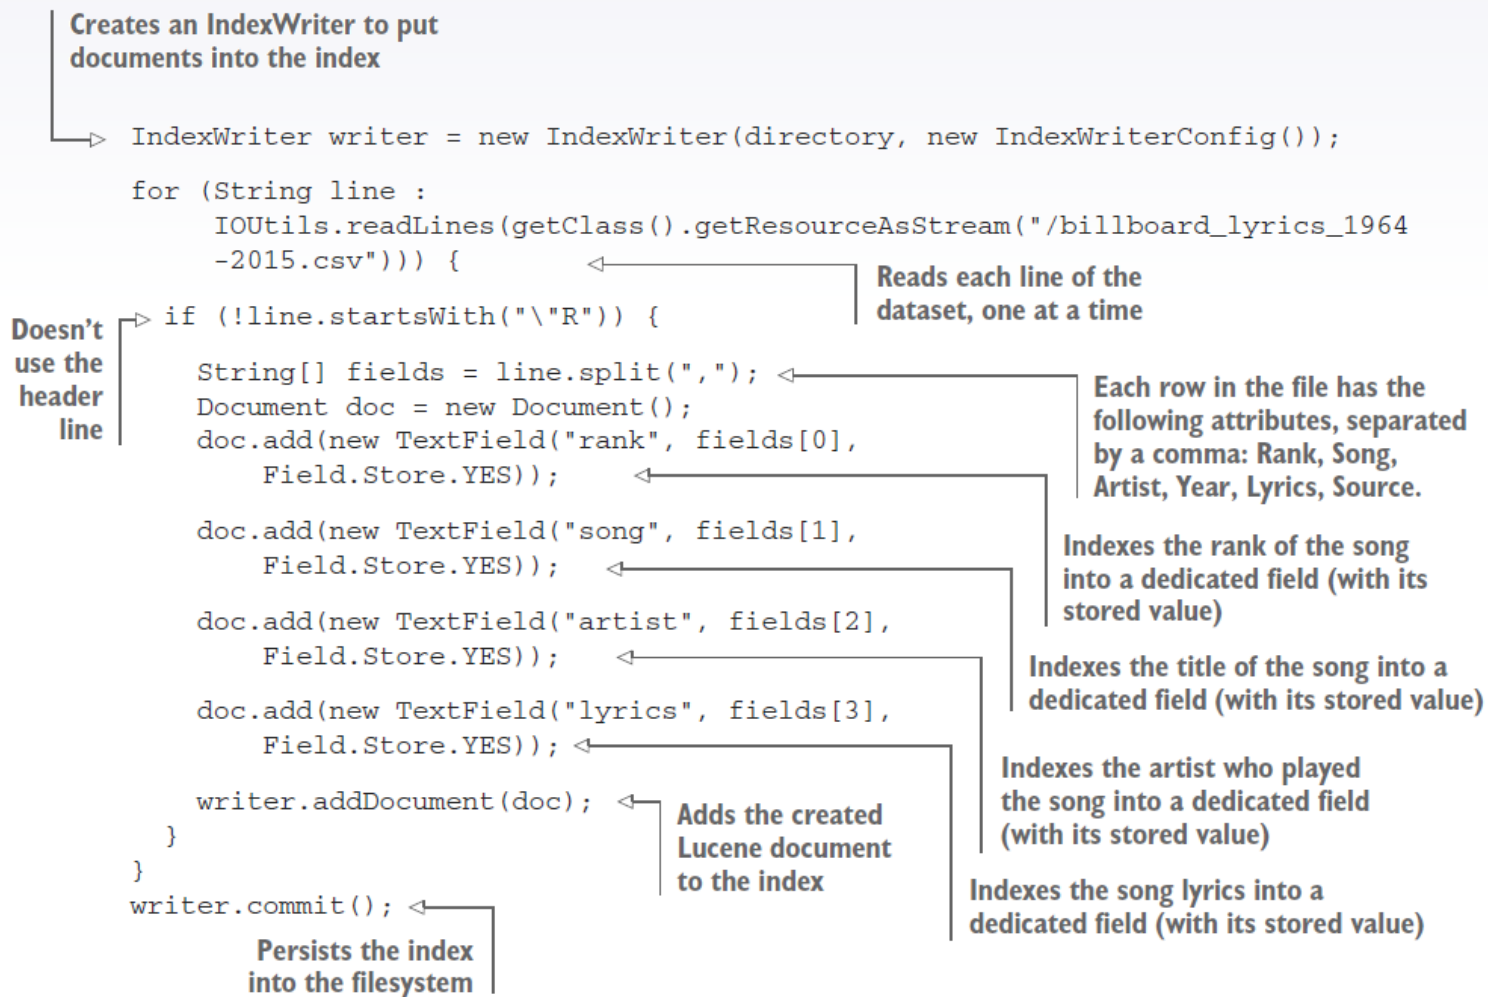 Creates an IndexWriter to put
documents into the index
IndexWriter writer = new IndexWriter(directory, new IndexWriterConfig());
for (String line :
IOUtils.readLines(getClass().getResourceAsStream("/billboard_lyrics_1964
-2015.csv"))) {
Reads each line of the
dataset, one at a time
Doesn't
use the
header
line
if (!line.startsWith("\"R")) {
String[] fields = line.split(",");
Each row in the file has the
following attributes, separated
by a comma: Rank, Song,
Artist, Year, Lyrics, Source.
Document doc = new Document();
doc.add(new TextField("rank", fields[0],
Field.Store.YES));
Indexes the rank of the song
into a dedicated field (with its
stored value)
doc.add(new TextField("song", fields[1],
Field.Store.YES));
Indexes the title of the song into a
dedicated field (with its stored value)
doc.add(new TextField("artist", fields[2],
Field.Store.YES));
Indexes the artist who played
the song into a dedicated field
(with its stored value)
doc.add(new TextField("lyrics", fields[3],
Field.Store.YES));
Indexes the song lyrics into a
dedicated field (with its stored value)
writer.addDocument(doc);
Adds the created
Lucene document
to the index
}
}
writer.commit();
Persists the index
into the filesystem